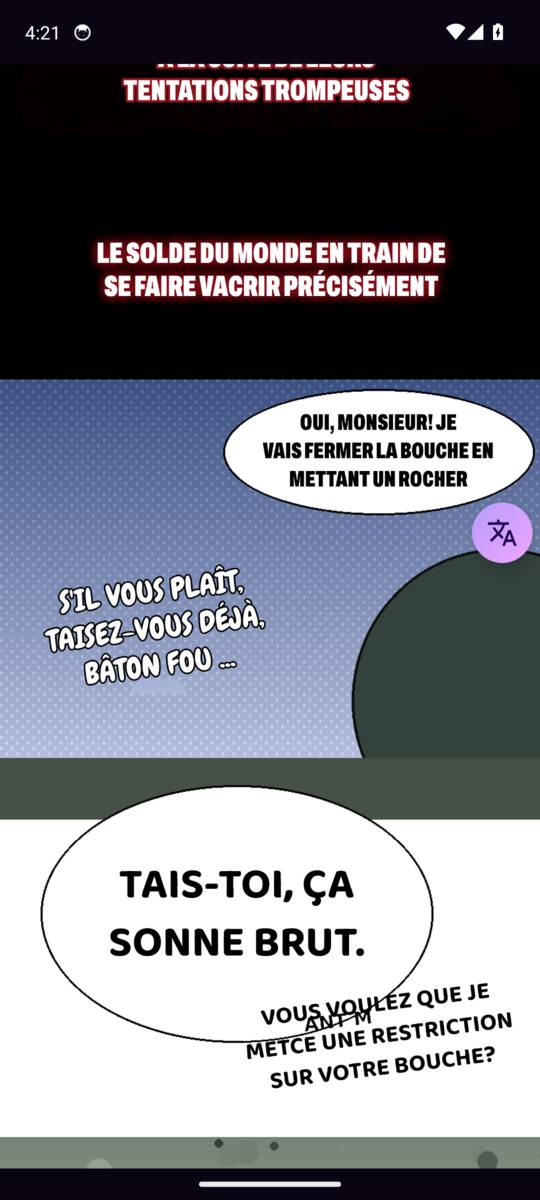 4:21
TENTATIONS TROMPEUSES
LE SOLDE DU MONDE EN TRAIN DE
SE FAIRE VACRIR PRÉCISÉMENT
OUI, MONSIEUR! JE
VAIS FERMER LA BOUCHE EN
METTANT UN ROCHER
S'IL VOUS PLAÎT,
TAISEZ-VOUS DÉJÀ,
BÂTON FOU ...
TAIS-TOI, ÇA
SONNE BRUT.
VOUS VOULEZ QUE JE
METCE UNE RESTRICTION
SUR VOTRE BOUCHE?